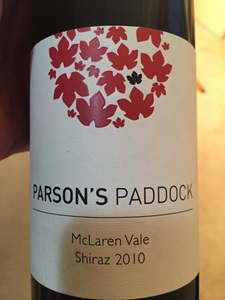 PARSON'S PADDOCK
McLaren Vale
Shiraz 2010